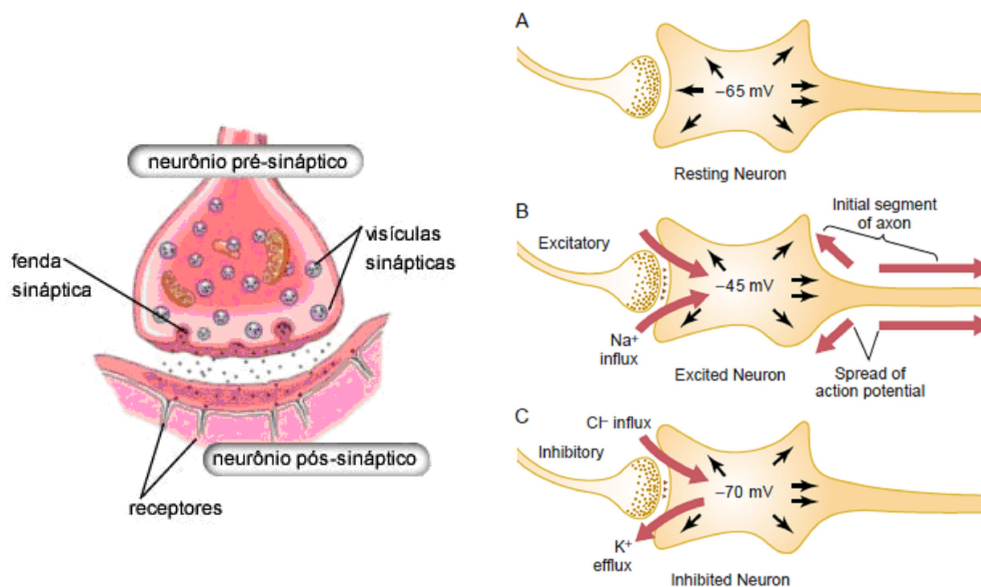 neurônio pré-sináptico
visículas
sinápticas
fenda
sináptica
neurônio pós-sináptico
receptores
A
−65 mV
Resting Neuron
B
Initial segment
of axon
Excitatory
−45 mV
Na⁺
influx
Spread of
action potential
Excited Neuron
C
Cl⁻ influx
Inhibitory
−70 mV
K⁺
efflux
Inhibited Neuron